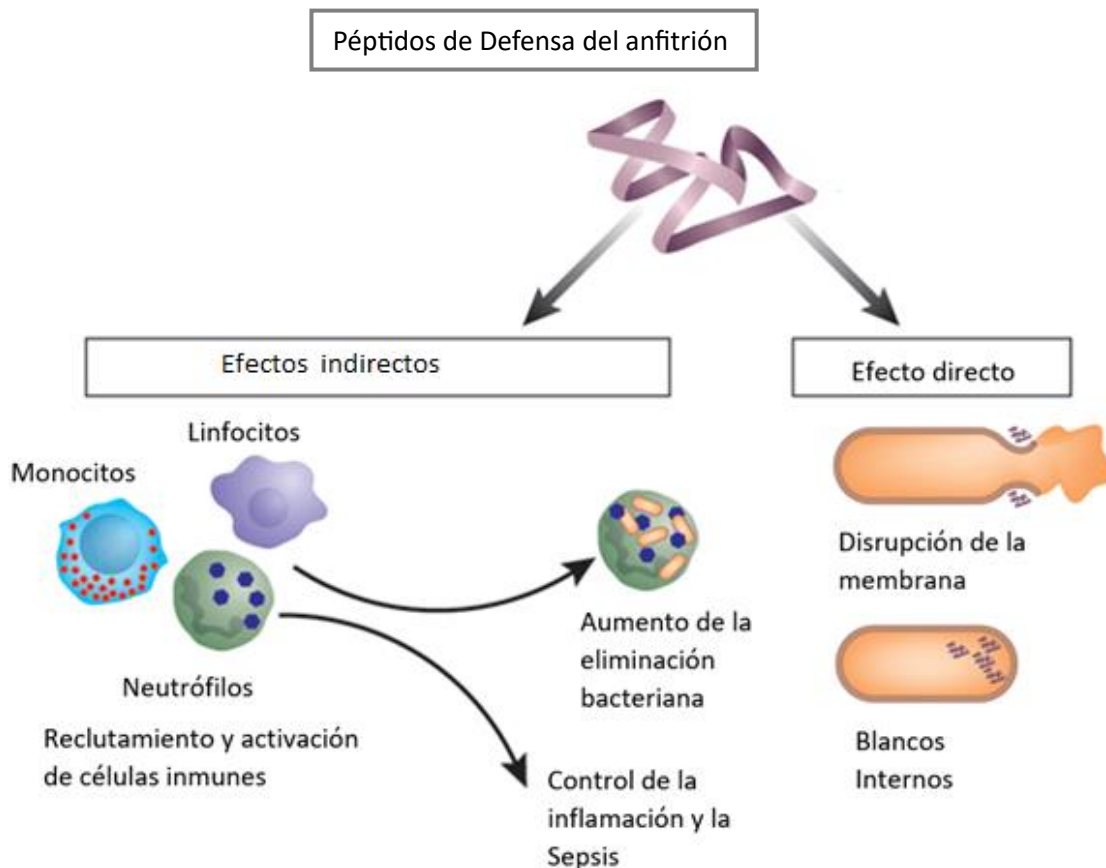 Péptidos de Defensa del anfitrión
Efectos indirectos
Efecto directo
Linfocitos
Monocitos
Neutrófilos
Reclutamiento y activación
de células inmunes
Aumento de la
eliminación
bacteriana
Control de la
inflamación y la
Sepsis
Disrupción de la
membrana
Blancos
Internos